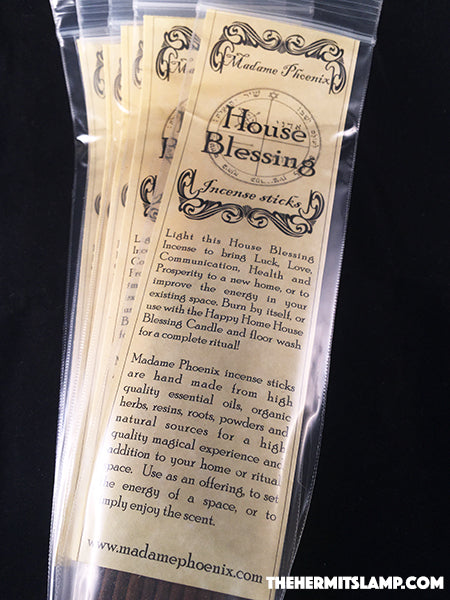 Madame Phoenix
House
Blessing
Incense sticks
Light this House Blessing
Incense to bring Luck, Love,
Communication, Health and
Prosperity to a new home, or to
improve the energy in your
existing space. Burn by itself, or
use with the Happy Home House
Blessing Candle and floor wash
for a complete ritual!
Madame Phoenix incense sticks
are hand made from high
quality essential oils, organic
herbs, resins, roots, powders and
natural sources for a high
quality magical experience and
addition to your home or ritual
space. Use as an offering, to set
he energy of a space, or to
mply enjoy the scent.
www.madamephoenix.com
THEHERMITSLAMP.COM